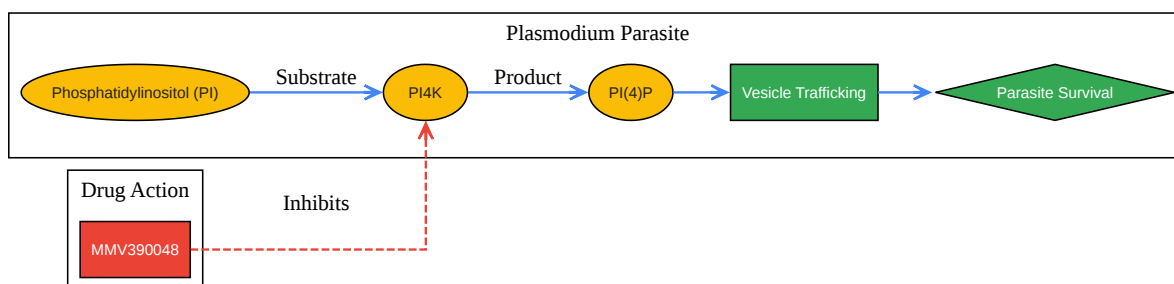 Plasmodium Parasite
Phosphatidylinositol (PI)
Substrate
PI4K
Product
PI(4)P
Vesicle Trafficking
Parasite Survival
Drug Action
Inhibits
MMV390048